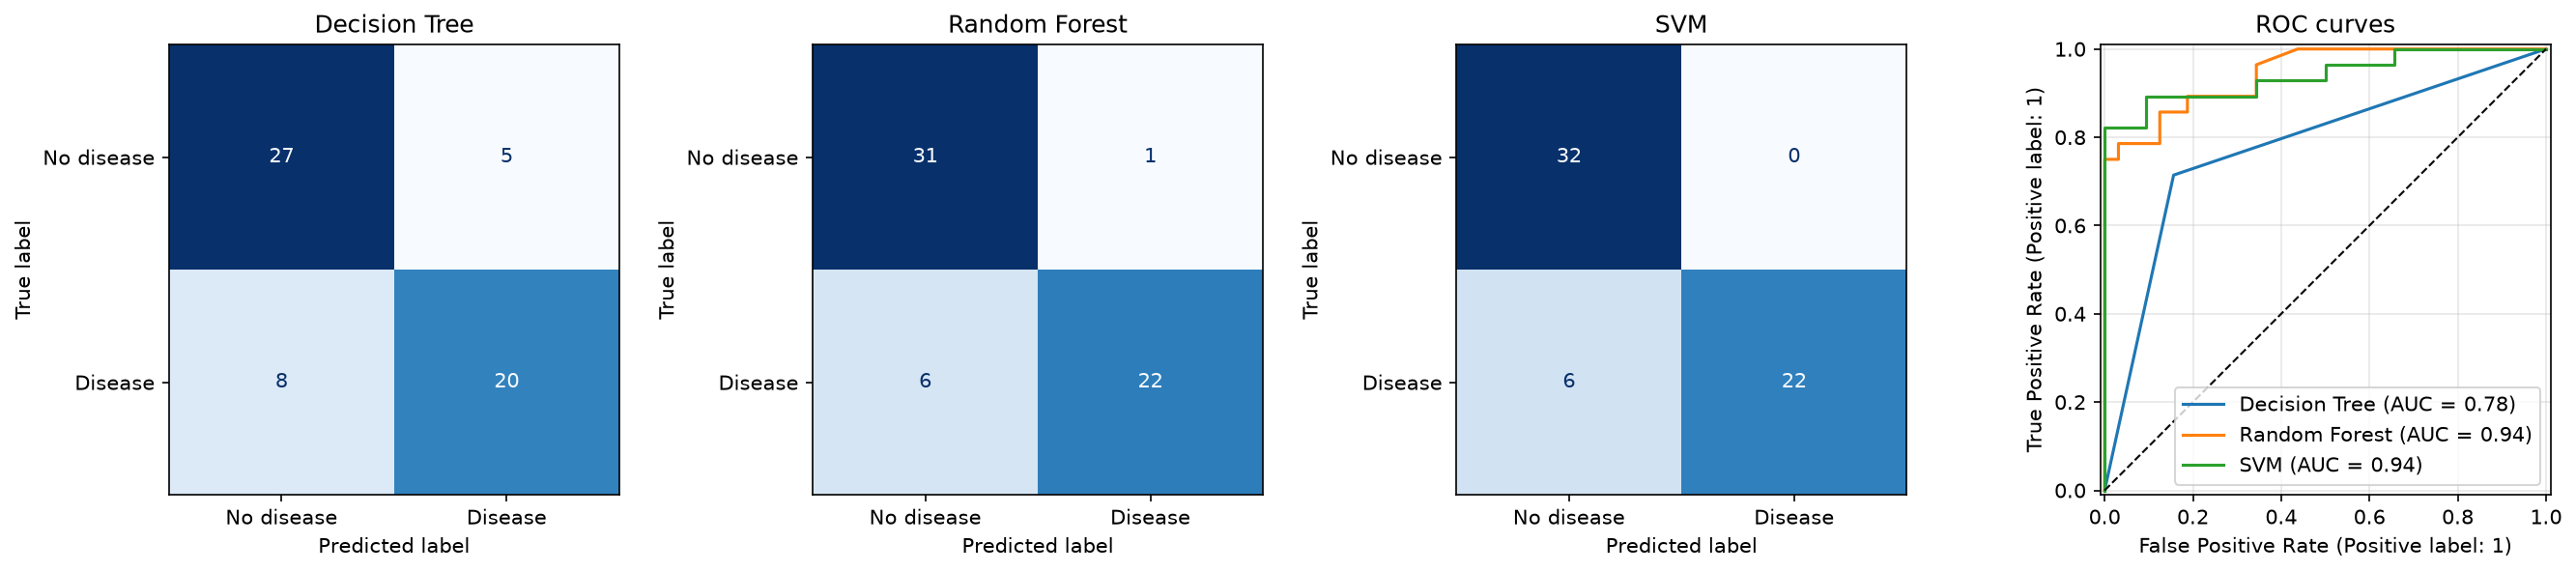 Decision Tree
True label
No disease
Disease
27
5
8
20
No disease
Disease
Predicted label
Random Forest
True label
No disease
Disease
31
1
6
22
No disease
Disease
Predicted label
SVM
True label
No disease
Disease
32
0
6
22
No disease
Disease
Predicted label
ROC curves
True Positive Rate (Positive label: 1)
1.0
0.8
0.6
0.4
0.2
0.0
Decision Tree (AUC = 0.78)
Random Forest (AUC = 0.94)
SVM (AUC = 0.94)
0.0
0.2
0.4
0.6
0.8
1.0
False Positive Rate (Positive label: 1)